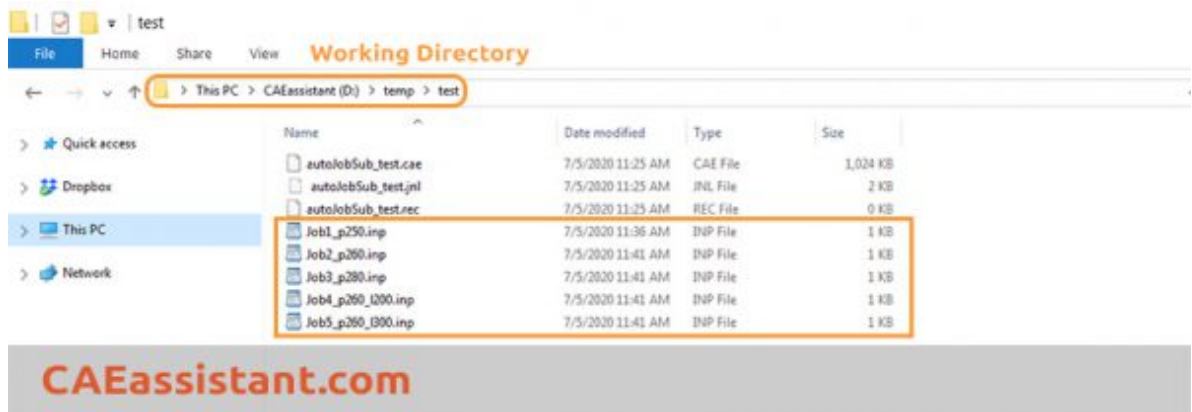 test
File Home Share View Working Directory
This PC > CAEassistant (D:) > temp > test
Name Date modified Type Size
Quick access
autoJobSub_test.cae 7/5/2020 11:25 AM CAE File 1,024 KB
Dropbox
autoJobSub_test.jnl 7/5/2020 11:25 AM JNL File 2 KB
autoJobSub_test.rec 7/5/2020 11:25 AM REC File 0 KB
This PC
Job1_p250.inp 7/5/2020 11:36 AM INP File 1 KB
Job2_p260.inp 7/5/2020 11:41 AM INP File 1 KB
Network
Job3_p280.inp 7/5/2020 11:41 AM INP File 1 KB
Job4_p260_l200.inp 7/5/2020 11:41 AM INP File 1 KB
Job5_p260_l300.inp 7/5/2020 11:41 AM INP File 1 KB
CAEassistant.com